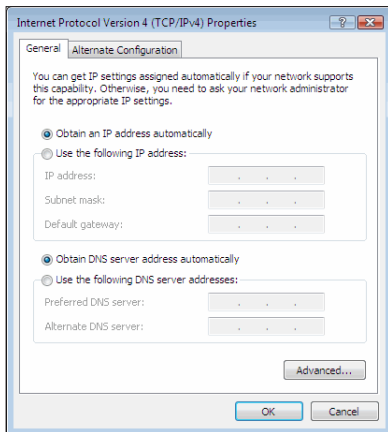 Internet Protocol Version 4 (TCP/IPv4) Properties
General
Alternate Configuration
You can get IP settings assigned automatically if your network supports
this capability. Otherwise, you need to ask your network administrator
for the appropriate IP settings.
Obtain an IP address automatically
Use the following IP address:
IP address:
Subnet mask:
Default gateway:
Obtain DNS server address automatically
Use the following DNS server addresses:
Preferred DNS server:
Alternate DNS server:
Advanced...
OK
Cancel